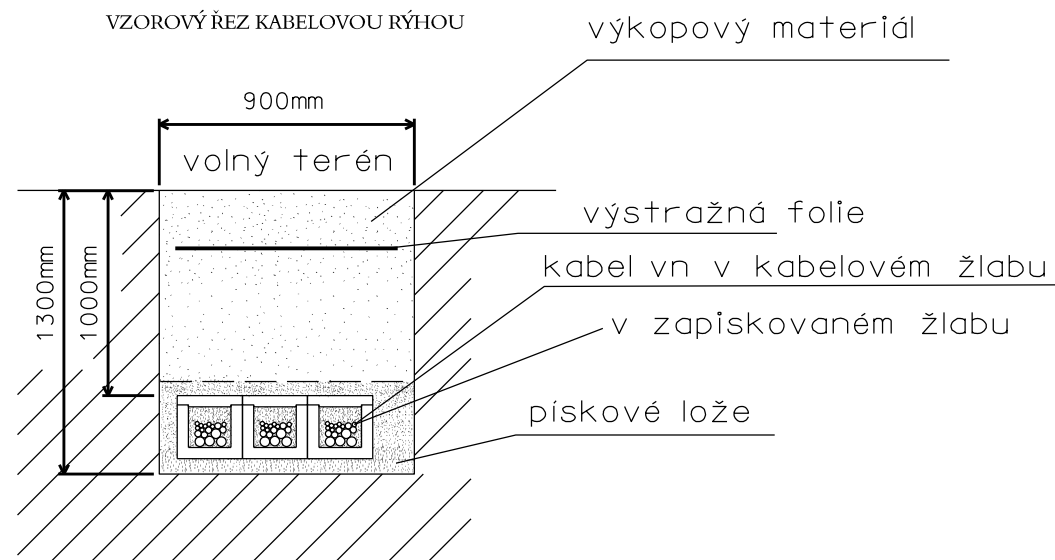 VZOROVÝ ŘEZ KABELOVOU RÝHOU
výkopový materiál
900mm
volný terén
výstražná folie
kabel vn v kabelovém žlabu
1300mm
1000mm
v zapiskovaném žlabu
pískové lože